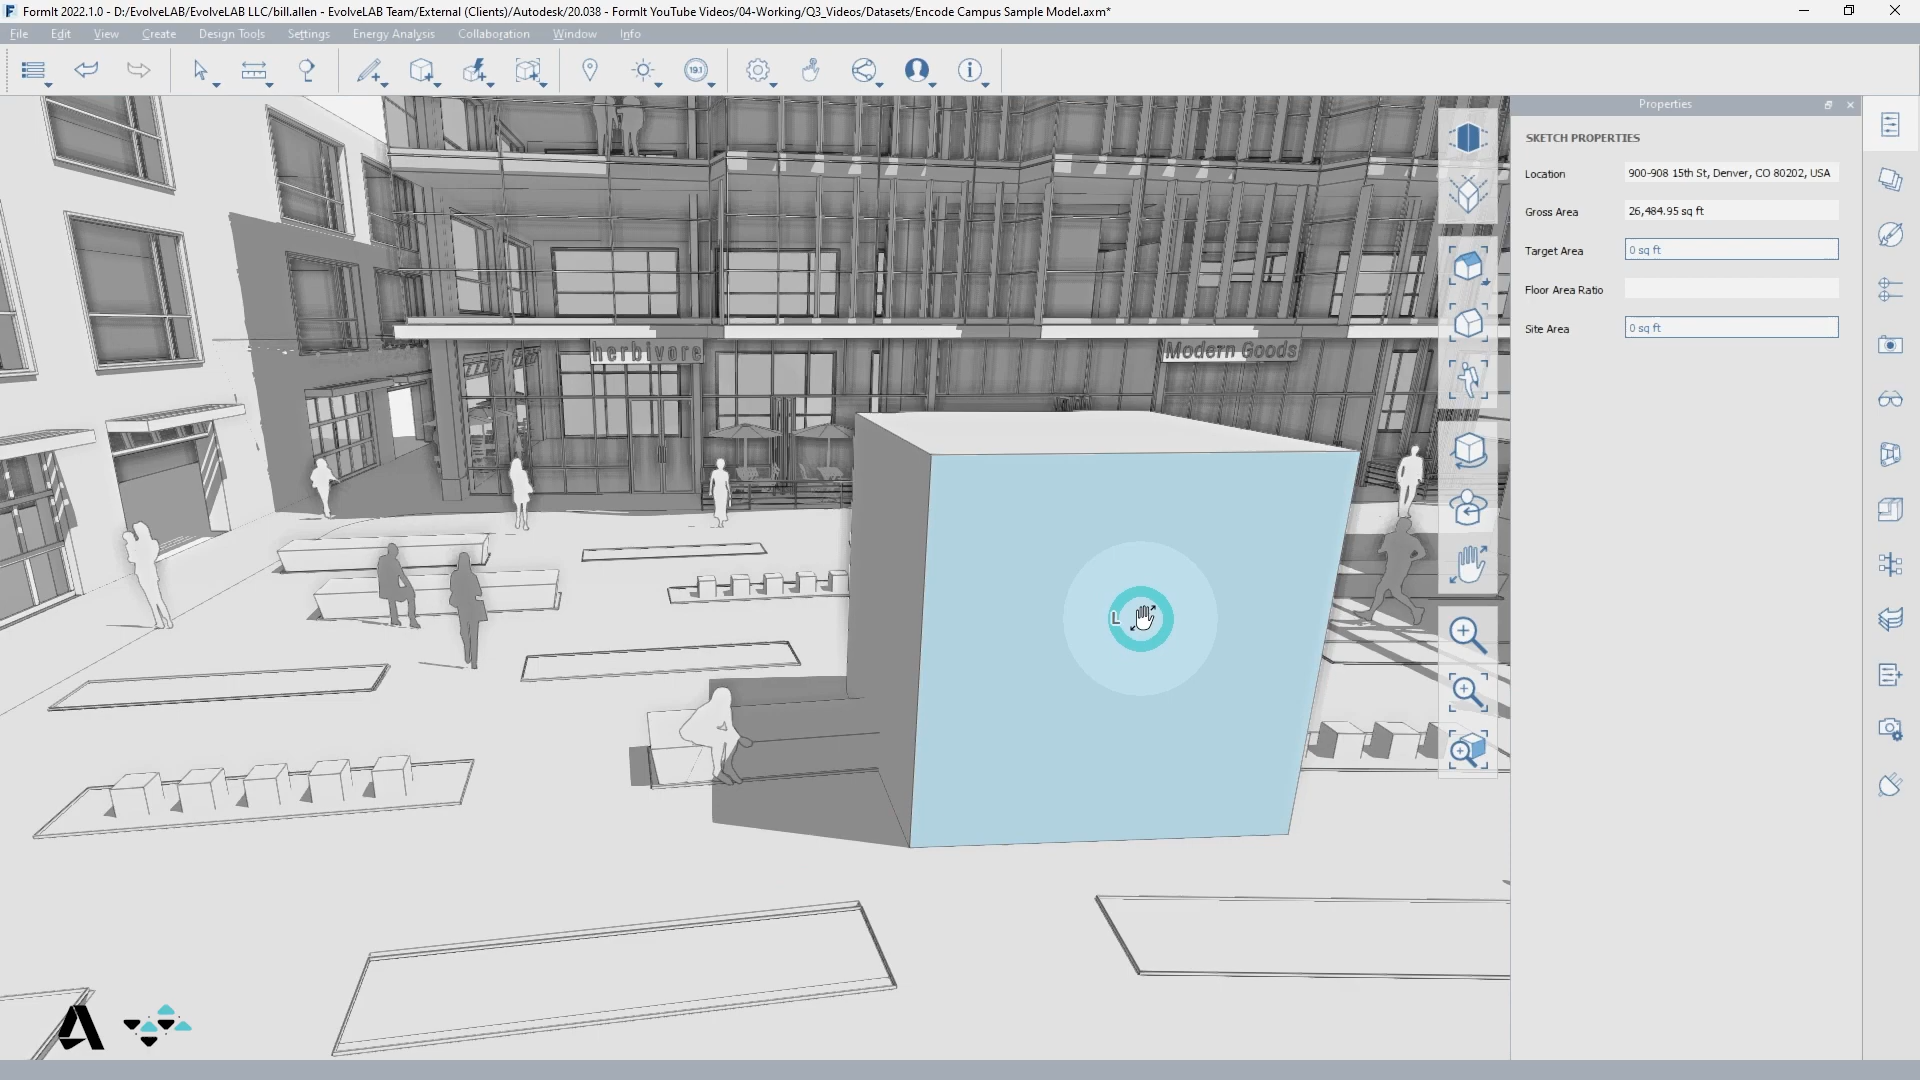 FormIt 2022.1.0 - D:/EvolveLAB/EvolveLAB LLC/bill.allen - EvolveLAB Team/External (Clients)/Autodesk/20.038 - FormIt YouTube Videos/04-Working/Q3_Videos/Datasets/Encode Campus Sample Model.axm*
File Edit View Create Design Tools Settings Energy Analysis Collaboration Window Info
19.1
Properties
SKETCH PROPERTIES
Location 900-908 15th St, Denver, CO 80202, USA
Gross Area 26,484.95 sq ft
Target Area 0 sq ft
Floor Area Ratio
Site Area 0 sq ft
herbivore
Modern Goods
L